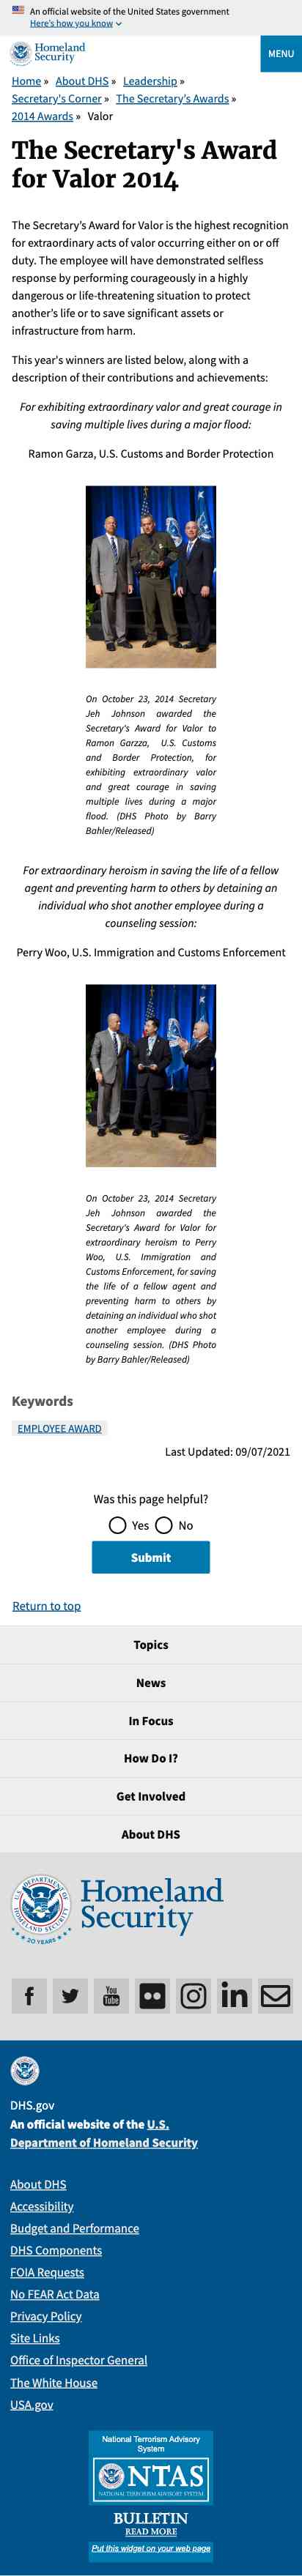 An official website of the United States government
Here's how you know
Homeland
Security
MENU
Home » About DHS » Leadership »
Secretary's Corner » The Secretary's Awards »
2014 Awards » Valor
The Secretary's Award
for Valor 2014
The Secretary's Award for Valor is the highest recognition
for extraordinary acts of valor occurring either on or off
duty. The employee will have demonstrated selfless
response by performing courageously in a highly
dangerous or life-threatening situation to protect
another's life or to save significant assets or
infrastructure from harm.
This year's winners are listed below, along with a
description of their contributions and achievements:
For exhibiting extraordinary valor and great courage in
saving multiple lives during a major flood:
Ramon Garza, U.S. Customs and Border Protection
On October 23, 2014 Secretary
Jeh Johnson awarded the
Secretary's Award for Valor to
Ramon Garzza, U.S. Customs
and Border Protection, for
exhibiting extraordinary valor
and great courage in saving
multiple lives during a major
flood. (DHS Photo by Barry
Bahler/Released)
For extraordinary heroism in saving the life of a fellow
agent and preventing harm to others by detaining an
individual who shot another employee during a
counseling session:
Perry Woo, U.S. Immigration and Customs Enforcement
On October 23, 2014 Secretary
Jeh Johnson awarded the
Secretary's Award for Valor for
extraordinary heroism to Perry
Woo, U.S. Immigration and
Customs Enforcement, for saving
the life of a fellow agent and
preventing harm to others by
detaining an individual who shot
another employee during a
counseling session. (DHS Photo
by Barry Bahler/Released)
Keywords
EMPLOYEE AWARD
Last Updated: 09/07/2021
Was this page helpful?
Yes No
Submit
Return to top
Topics
News
In Focus
How Do I?
Get Involved
About DHS
U.S. DEPARTMENT OF HOMELAND SECURITY
20 YEARS
Homeland
Security
You
Tube
DHS.gov
An official website of the U.S.
Department of Homeland Security
About DHS
Accessibility
Budget and Performance
DHS Components
FOIA Requests
No FEAR Act Data
Privacy Policy
Site Links
Office of Inspector General
The White House
USA.gov
National Terrorism Advisory
System
NTAS
NATIONAL TERRORISM ADVISORY SYSTEM
BULLETIN
READ MORE
Put this widget on your web page